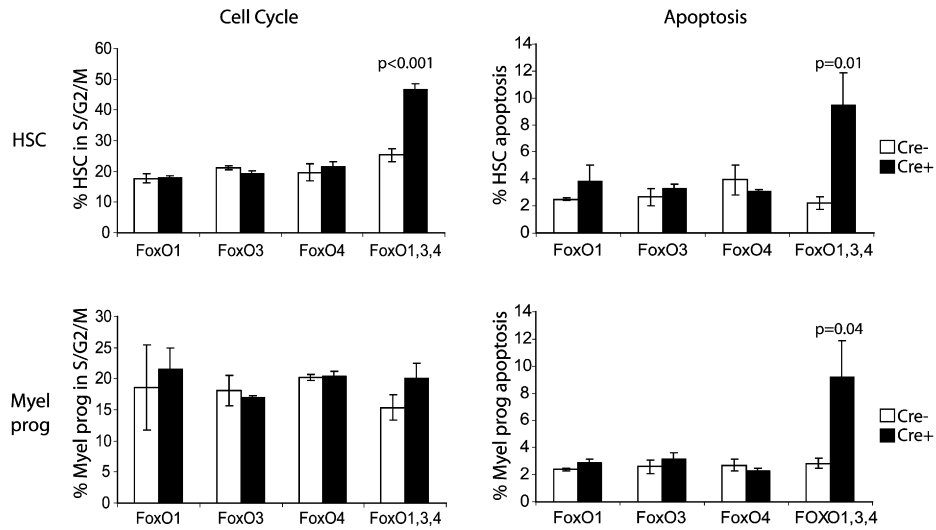 Cell Cycle
Apoptosis
HSC
% HSC in S/G2/M
60
50
40
30
20
10
0
p<0.001
FoxO1 FoxO3 FoxO4 FoxO1,3,4
% HSC apoptosis
14
12
10
8
6
4
2
0
p=0.01
FoxO1 FoxO3 FoxO4 FoxO1,3,4
Cre-
Cre+
Myel
prog
% Myel prog in S/G2/M
30
25
20
15
10
5
0
FoxO1 FoxO3 FoxO4 FoxO1,3,4
% Myel prog apoptosis
14
12
10
8
6
4
2
0
p=0.04
FoxO1 FoxO3 FoxO4 FOXO1,3,4
Cre-
Cre+